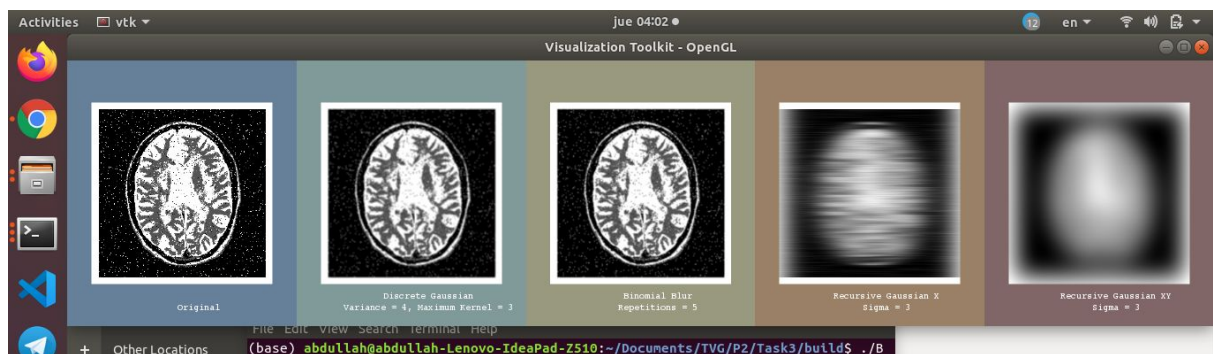 Activities vtk jue 04:02 12 en
Visualization Toolkit - OpenGL
Original
Discrete Gaussian
Variance = 4, Maximum Kernel = 3
Binomial Blur
Repetitions = 5
Recursive Gaussian X
Sigma = 3
Recursive Gaussian XY
Sigma = 3
File Edit View Search Terminal Help
Other Locations
(base) abdullah@abdullah-Lenovo-IdeaPad-Z510:~/Documents/TVG/P2/Task3/build$ ./B